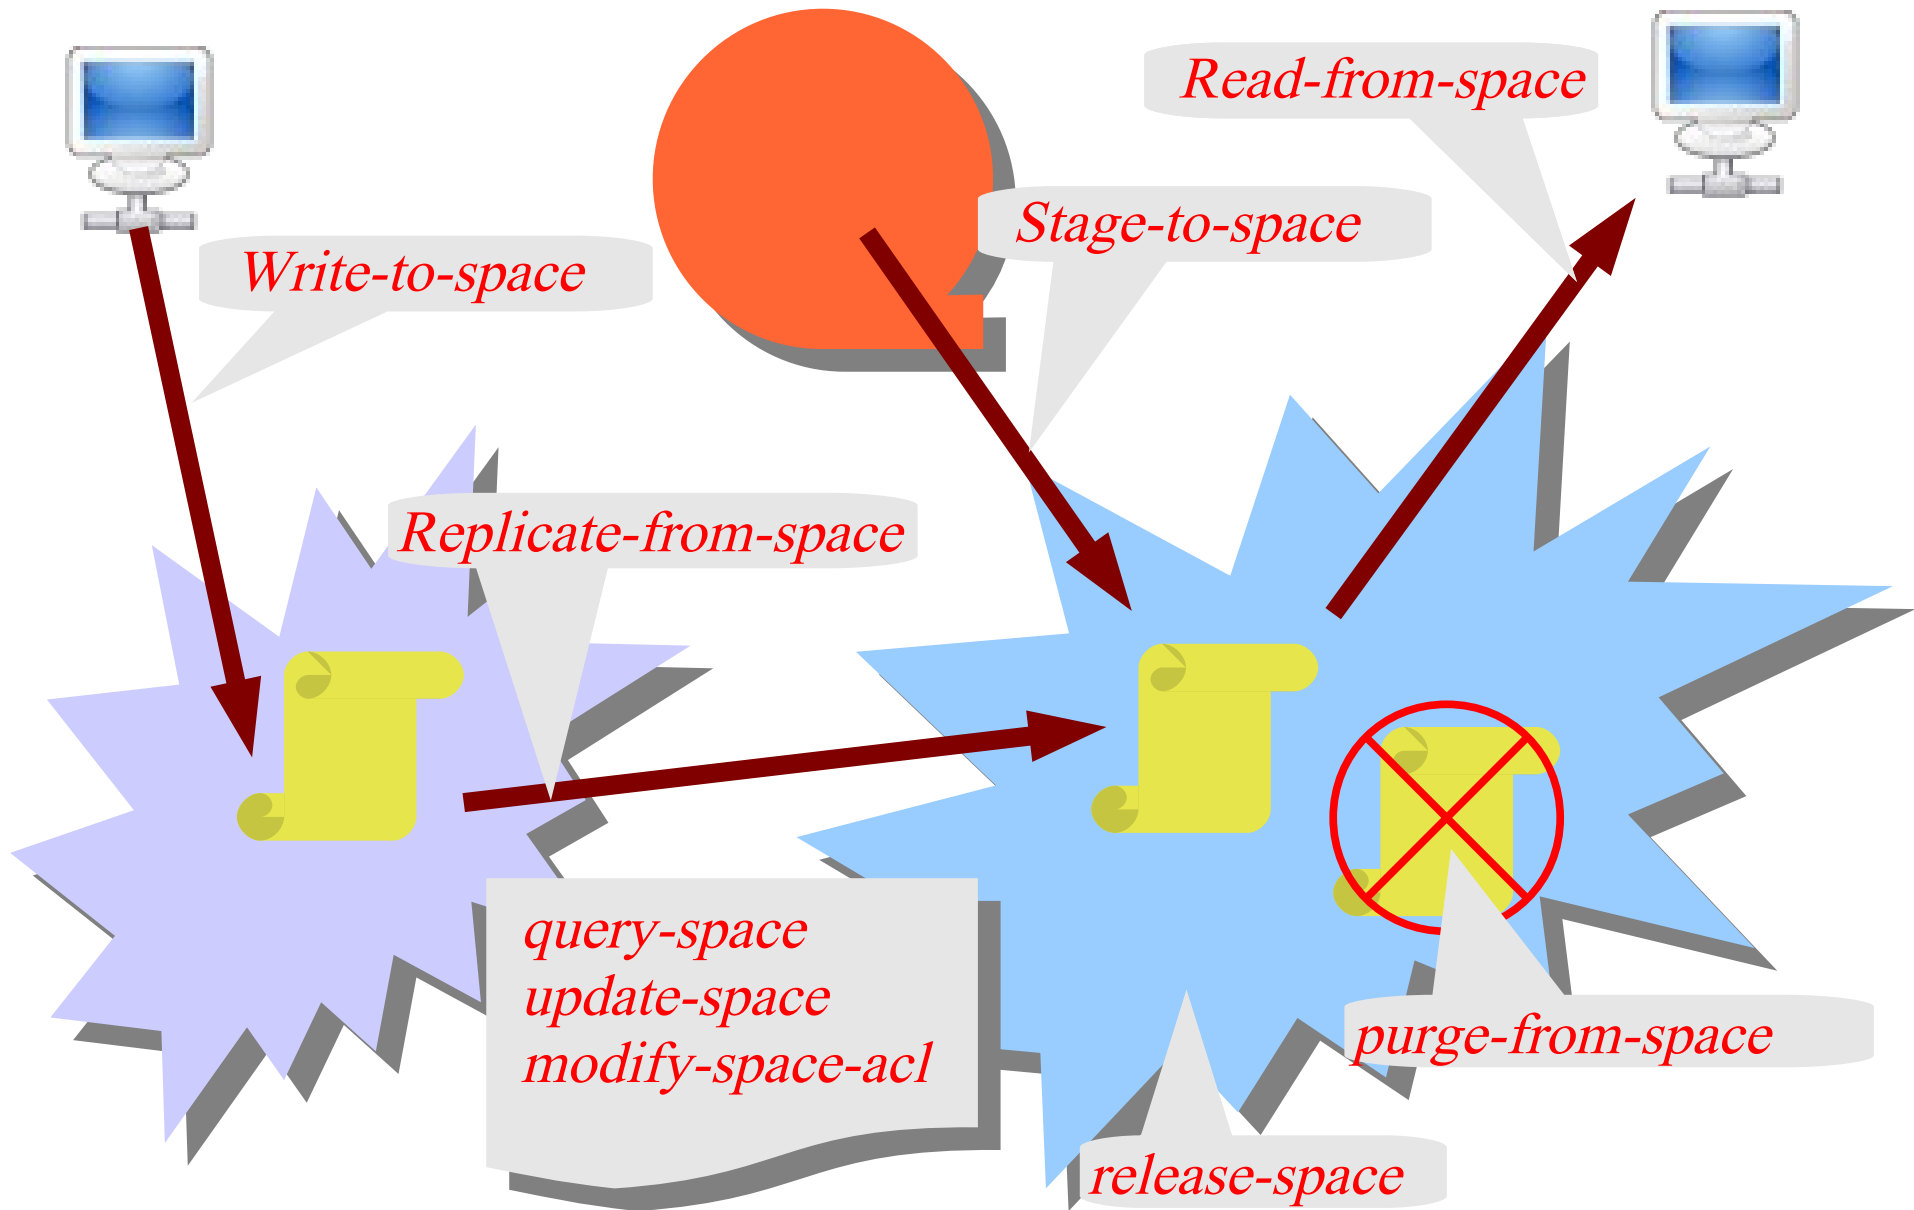 Read-from-space
Stage-to-space
Write-to-space
Replicate-from-space
query-space
update-space
modify-space-acl
purge-from-space
release-space